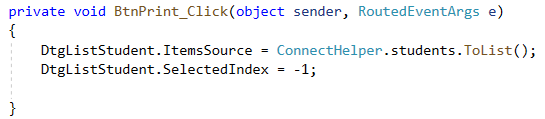 private void BtnPrint_Click(object sender, RoutedEventArgs e)
{
DtgListStudent.ItemsSource = ConnectHelper.students.ToList();
DtgListStudent.SelectedIndex = -1;
}